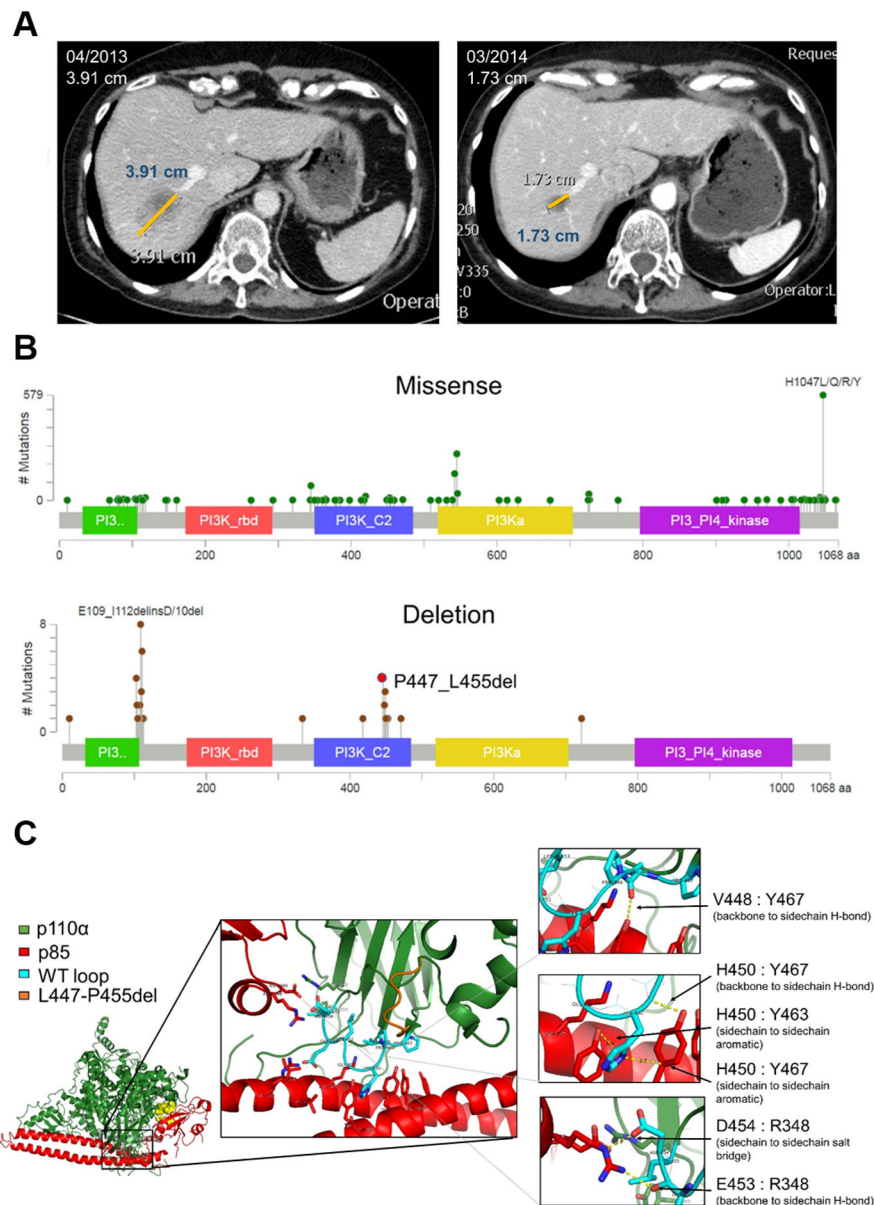 A
04/2013
3.91 cm
3.91 cm
3.91 cm
Operat
03/2014
1.73 cm
Reques
1.73 cm
1.73 cm
20
250
n
V335
:0
:B
Operator:L
B
Missense
H1047L/Q/R/Y
579
# Mutations
0
PI3..
PI3K_rbd
PI3K_C2
PI3Ka
PI3_PI4_kinase
0
200
400
600
800
1000
1068 aa
Deletion
E109_I112delinsD/10del
8
# Mutations
P447_L455del
0
PI3..
PI3K_rbd
PI3K_C2
PI3Ka
PI3_PI4_kinase
0
200
400
600
800
1000
1068 aa
C
p110α
p85
WT loop
L447-P455del
V448 : Y467
(backbone to sidechain H-bond)
H450 : Y467
(backbone to sidechain H-bond)
H450 : Y463
(sidechain to sidechain
aromatic)
H450 : Y467
(sidechain to sidechain
aromatic)
D454 : R348
(sidechain to sidechain salt
bridge)
E453 : R348
(backbone to sidechain H-bond)